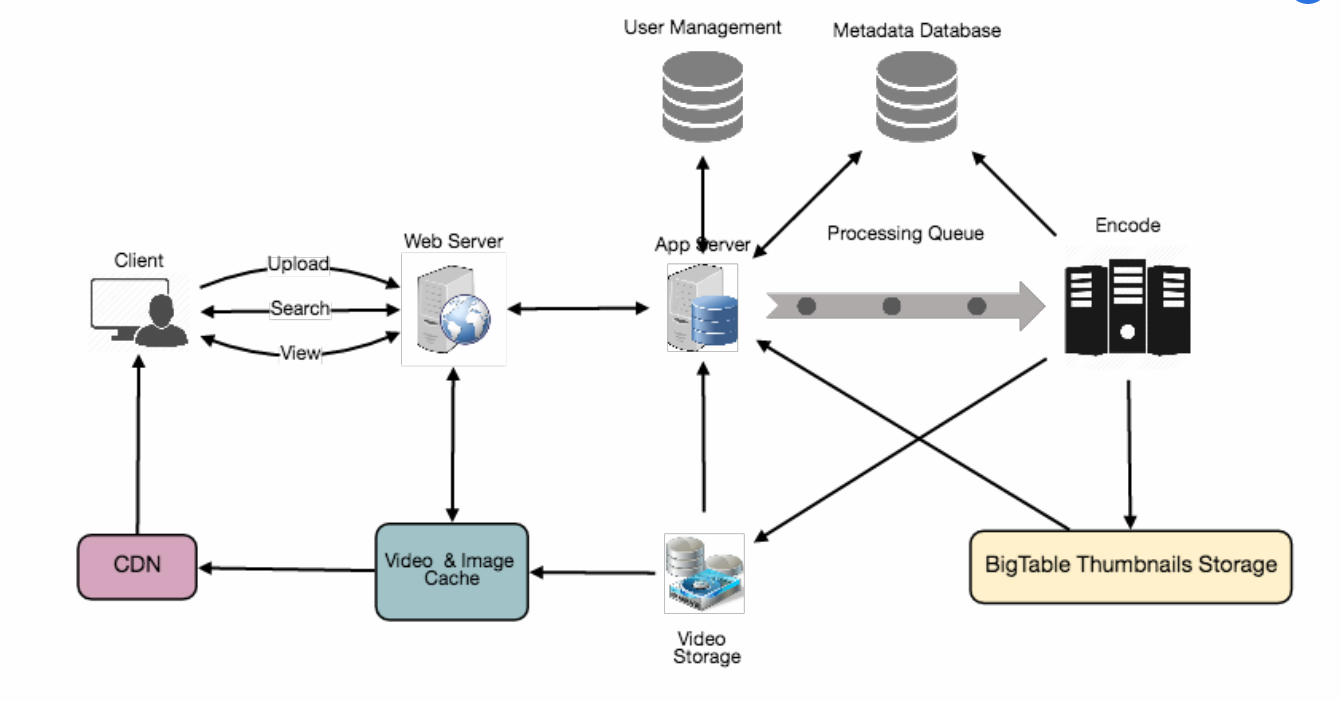 User Management
Metadata Database
Processing Queue
Encode
Web Server
App Server
Client
Upload
Search
View
CDN
Video & Image
Cache
BigTable Thumbnails Storage
Video
Storage